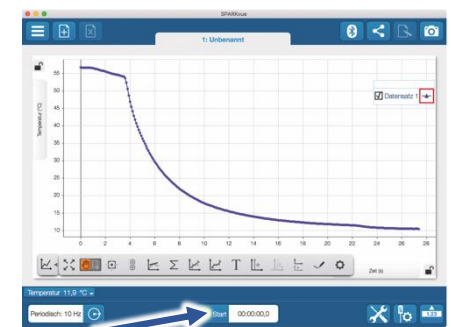 SPARKvue
1: Unbenannt
Temperatur (°C)
55
50
45
40
35
30
25
20
15
10
Datensatz 1
0 2 4 6 8 10 12 14 16 18 20 22 24 26 28
Σ T
Zeit (s)
Temperatur 11,9 °C
Periodisch: 10 Hz
Start 00:00:00,0
1.23